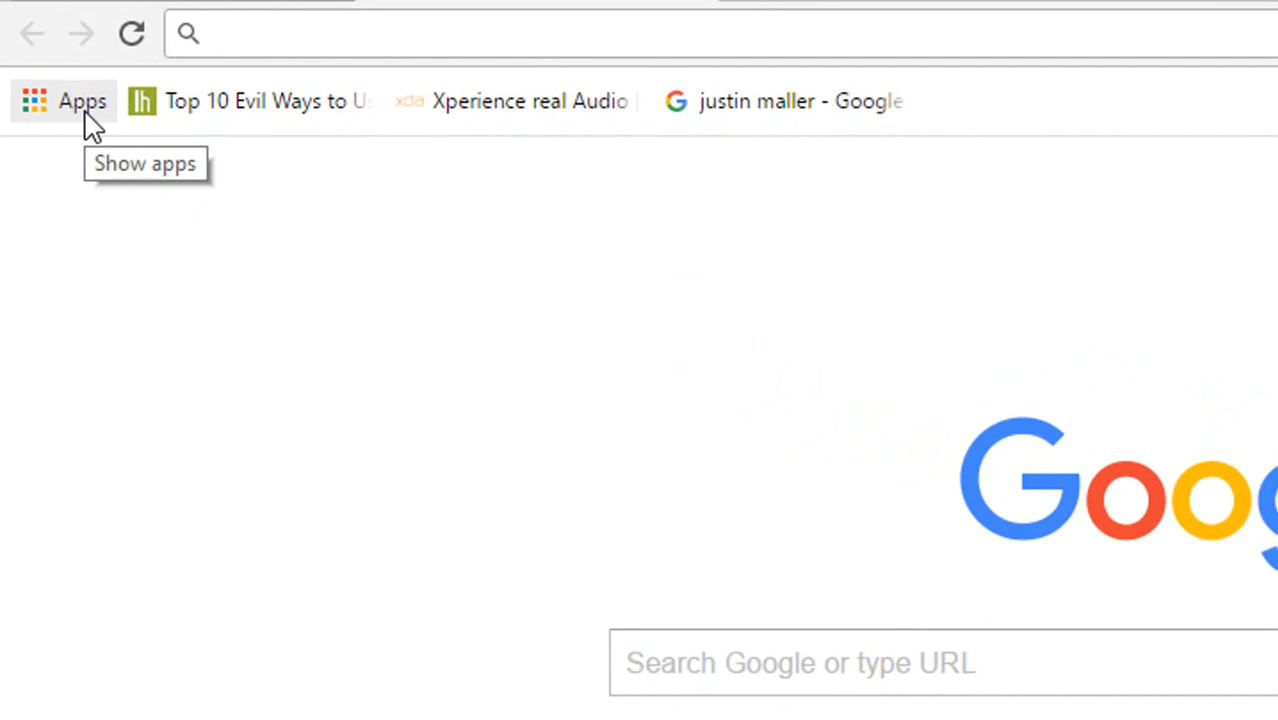 Apps lh Top 10 Evil Ways to U xda Xperience real Audio G justin maller - Google
Show apps
Goog
Search Google or type URL